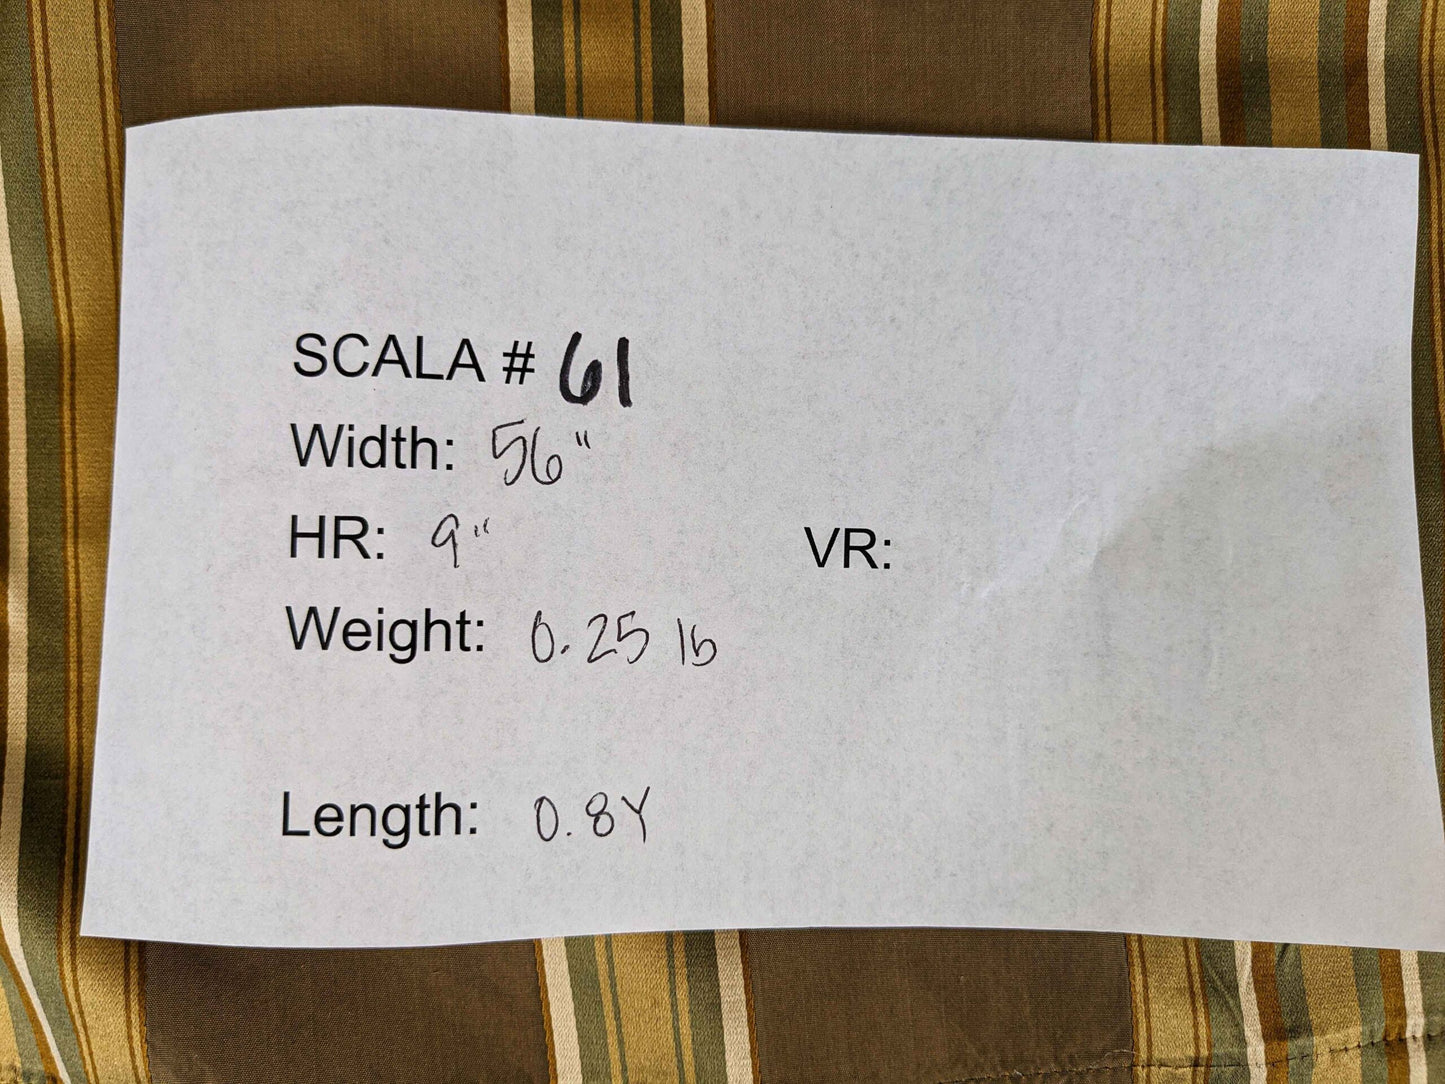 SCALA # 61
Width: 56"
HR: 9" VR:
Weight: 0.25 lb
Length: 0.8Y